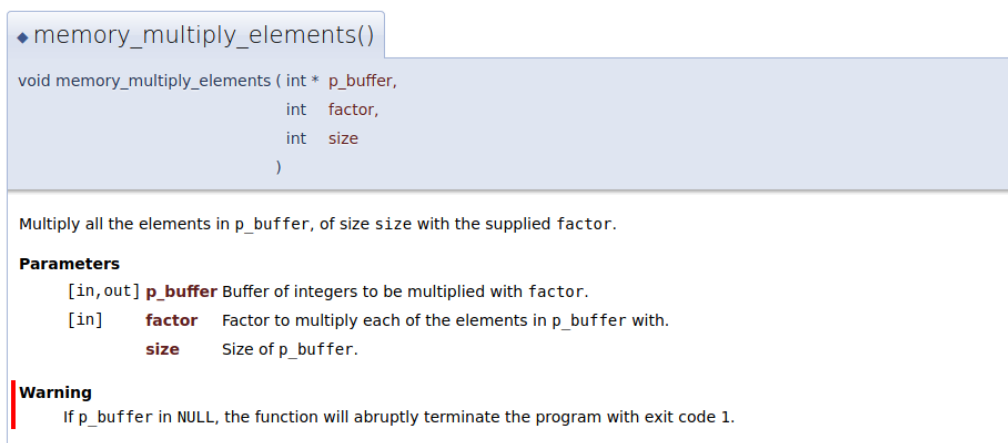 memory_multiply_elements()
void memory_multiply_elements ( int * p_buffer,
int factor,
int size
)
Multiply all the elements in p_buffer, of size size with the supplied factor.
Parameters
[in,out] p_buffer Buffer of integers to be multiplied with factor.
[in] factor Factor to multiply each of the elements in p_buffer with.
size Size of p_buffer.
Warning
If p_buffer in NULL, the function will abruptly terminate the program with exit code 1.